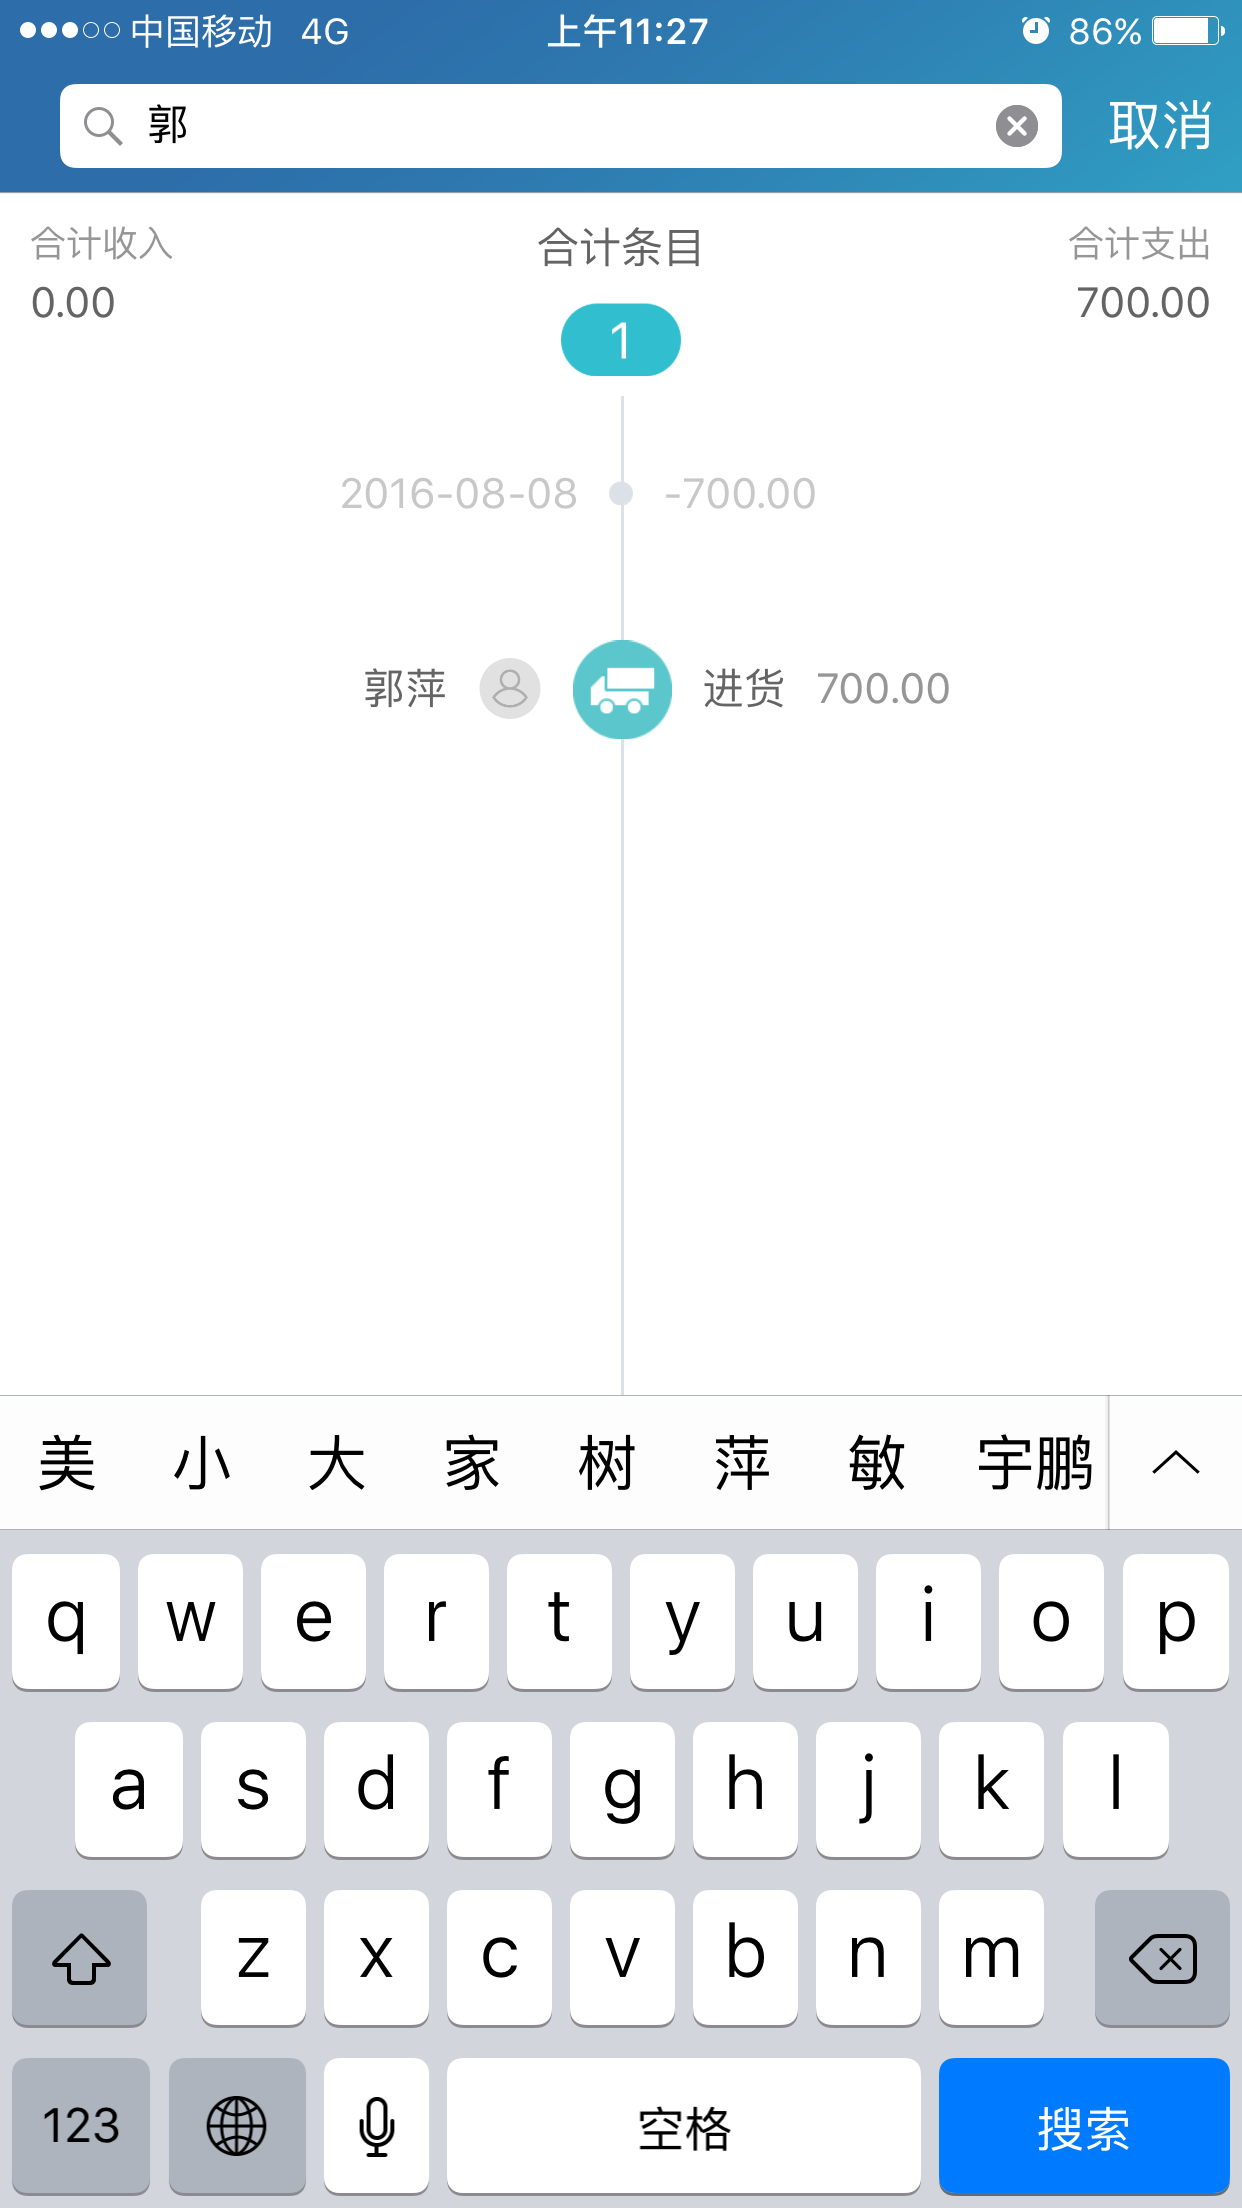 中国移动 4G 上午11:27 86%
郭 取消
合计收入 合计条目 合计支出
0.00 1 700.00
2016-08-08 -700.00
郭萍 进货 700.00
美 小 大 家 树 萍 敏 宇鹏
q w e r t y u i o p
a s d f g h j k l
z x c v b n m
123 空格 搜索